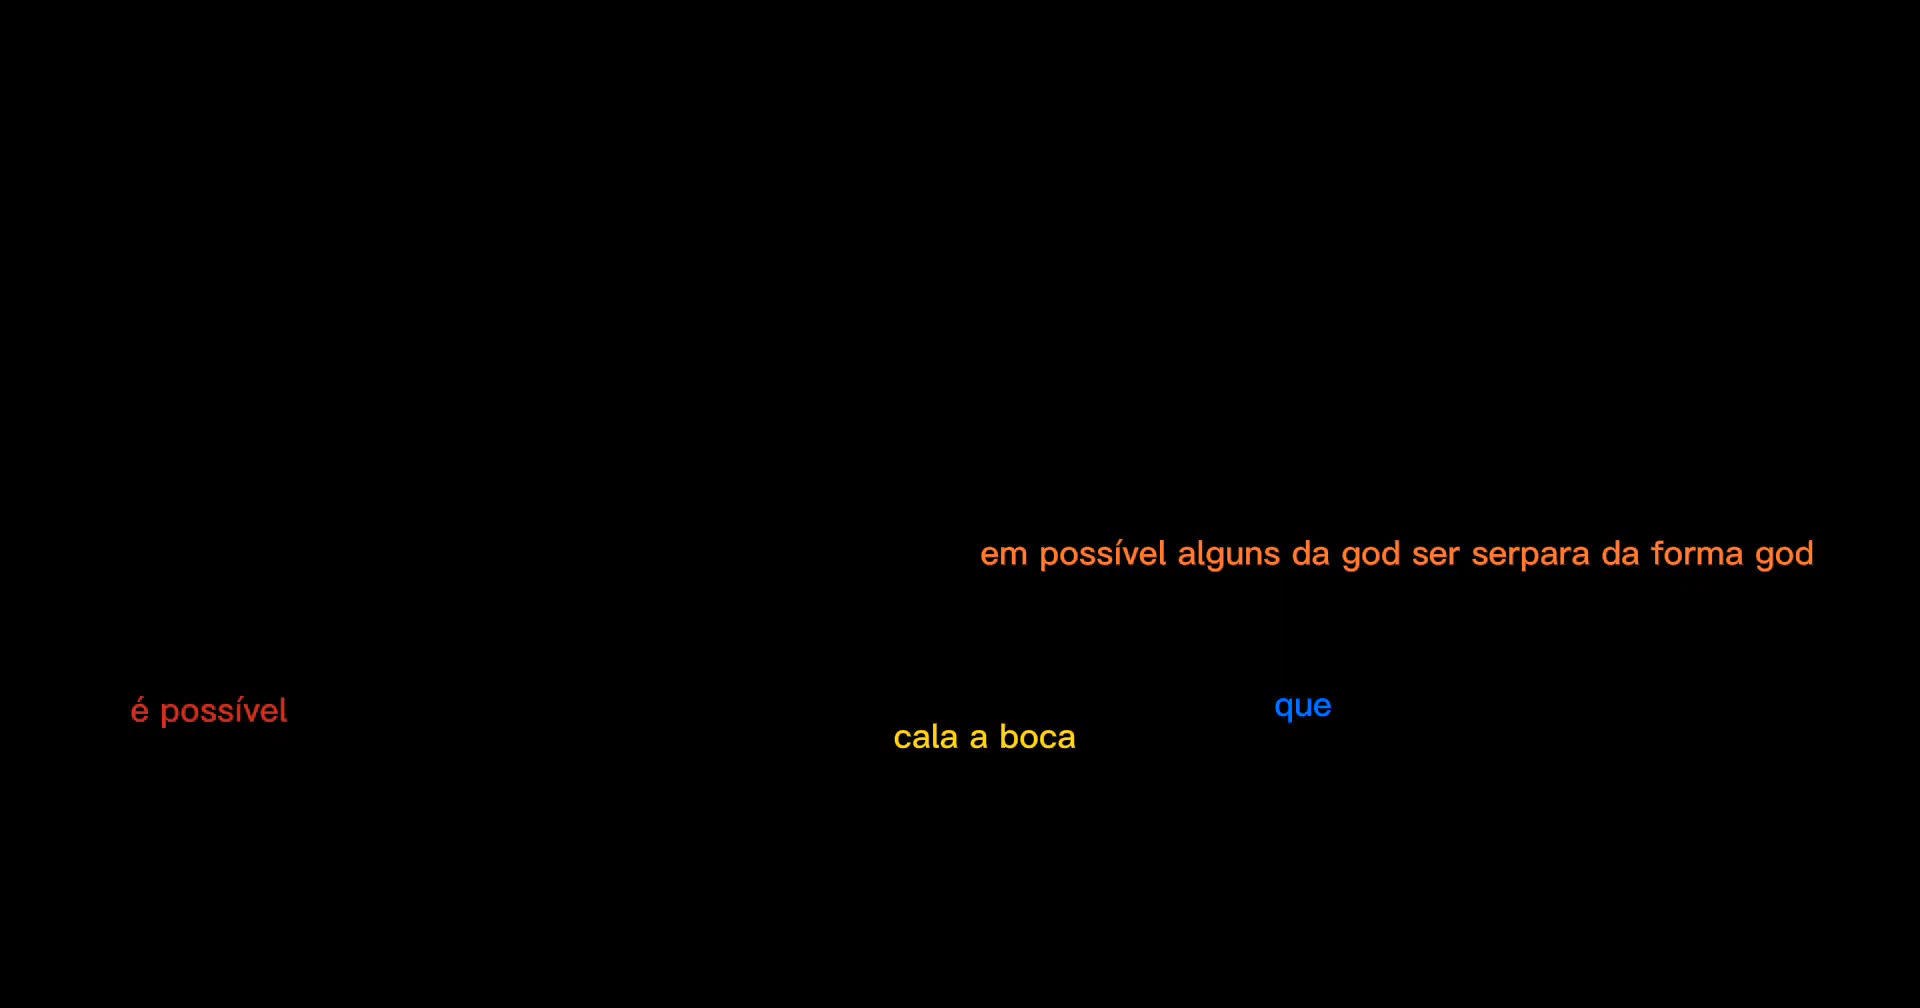 em possível alguns da god ser serpara da forma god
é possível
que
cala a boca